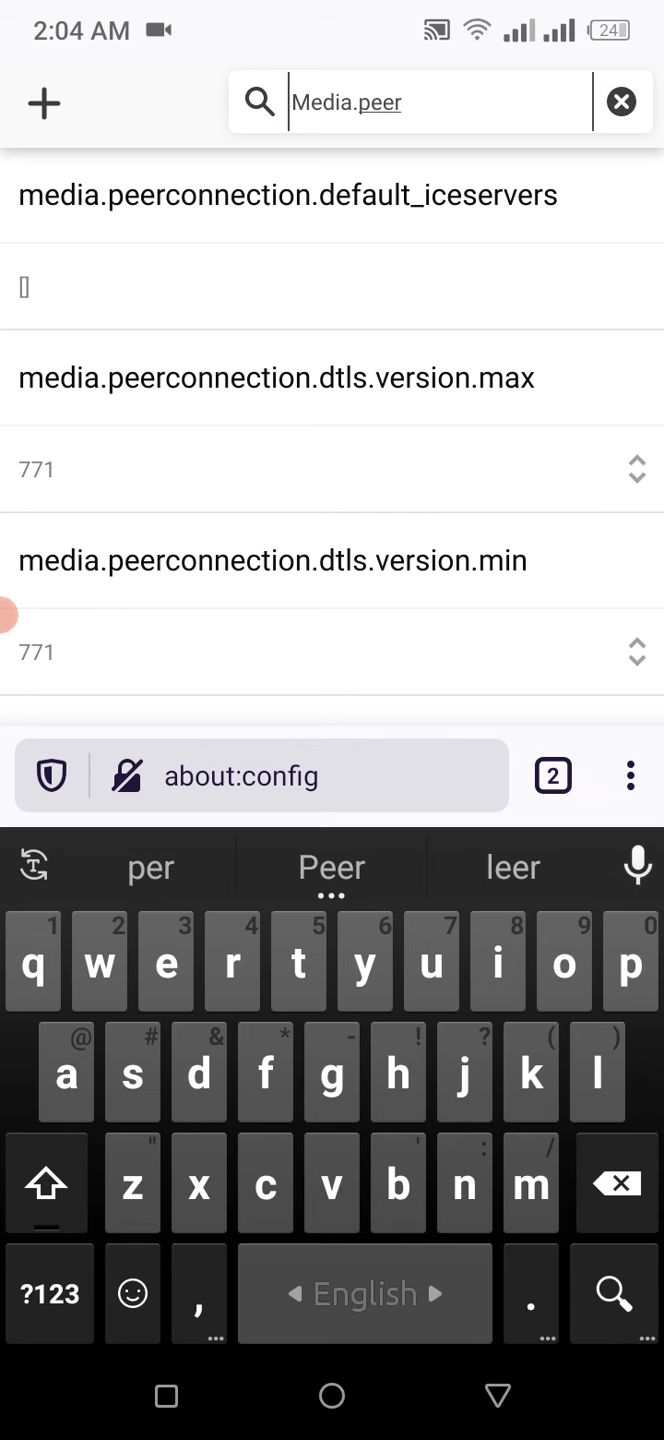 2:04 AM 24
Media.peer
media.peerconnection.default_iceservers
[]
media.peerconnection.dtls.version.max
771
media.peerconnection.dtls.version.min
771
about:config 2
T per Peer leer
1 2 3 4 5 6 7 8 9 0
q w e r t y u i o p
@ # & * - ! ? ( )
a s d f g h j k l
" ' : /
z x c v b n m
?123 , English .